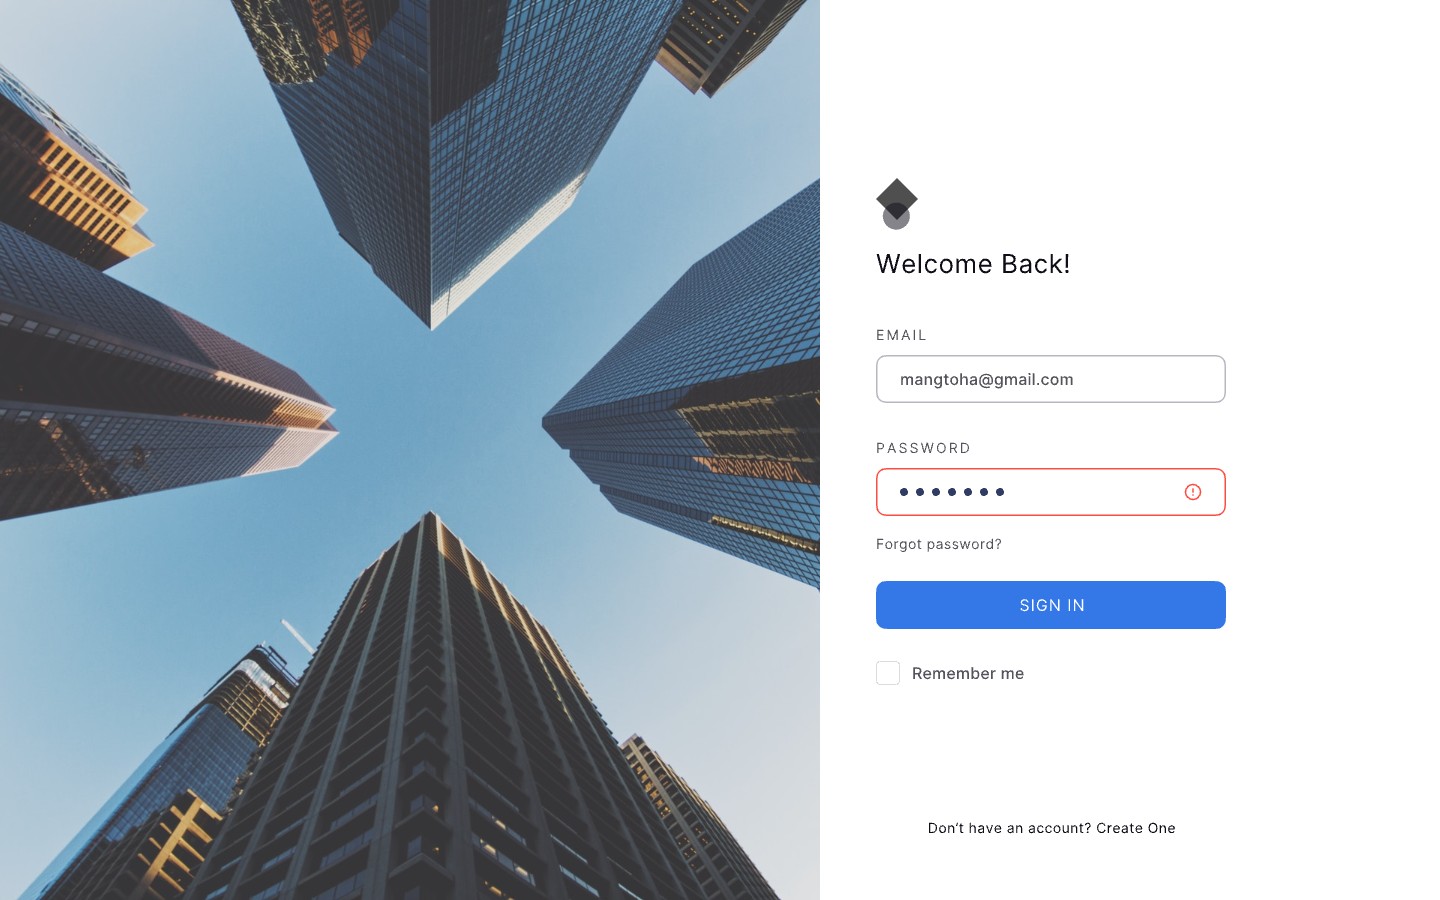 Welcome Back!
EMAIL
mangtoha@gmail.com
PASSWORD
Forgot password?
SIGN IN
Remember me
Don’t have an account? Create One